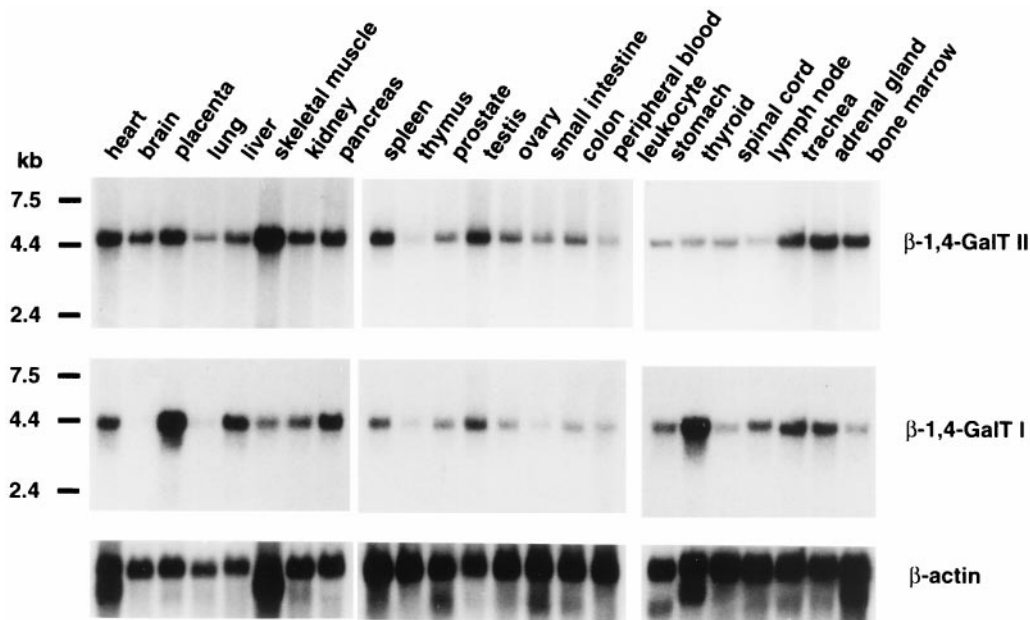 heart
brain
placenta
lung
liver
skeletal muscle
kidney
pancreas
spleen
thymus
prostate
testis
ovary
small intestine
colon
peripheral blood
leukocyte
stomach
thyroid
spinal cord
lymph node
trachea
adrenal gland
bone marrow
kb
7.5
4.4
2.4
β-1,4-GalT II
7.5
4.4
2.4
β-1,4-GalT I
β-actin